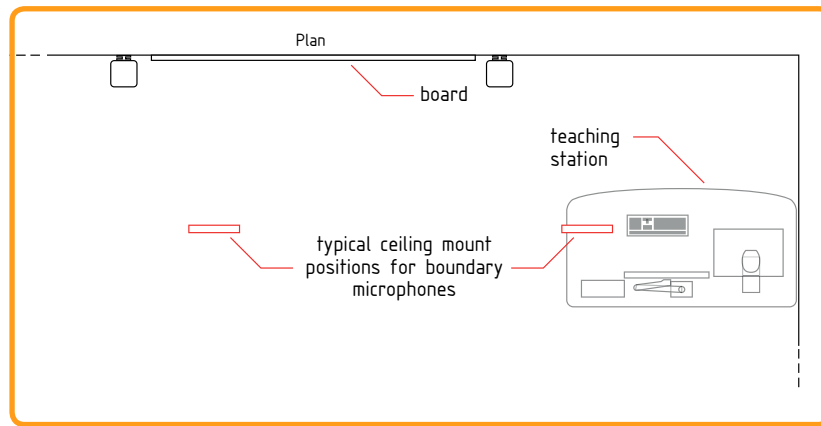 Plan
board
teaching
station
typical ceiling mount
positions for boundary
microphones